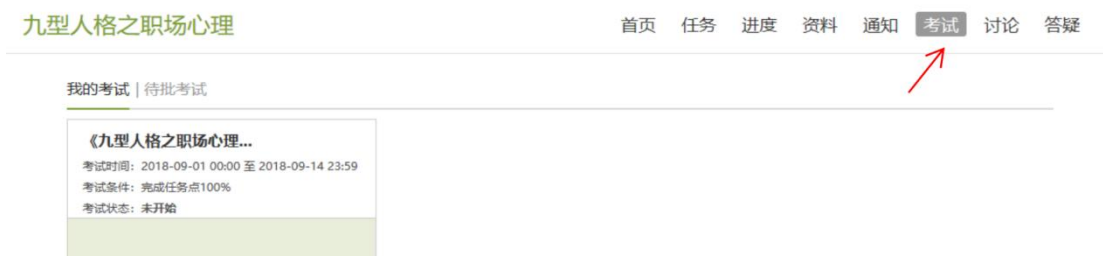 九型人格之职场心理
首页 任务 进度 资料 通知 考试 讨论 答疑
我的考试 | 待批考试
《九型人格之职场心理...
考试时间：2018-09-01 00:00 至 2018-09-14 23:59
考试条件：完成任务点100%
考试状态：未开始